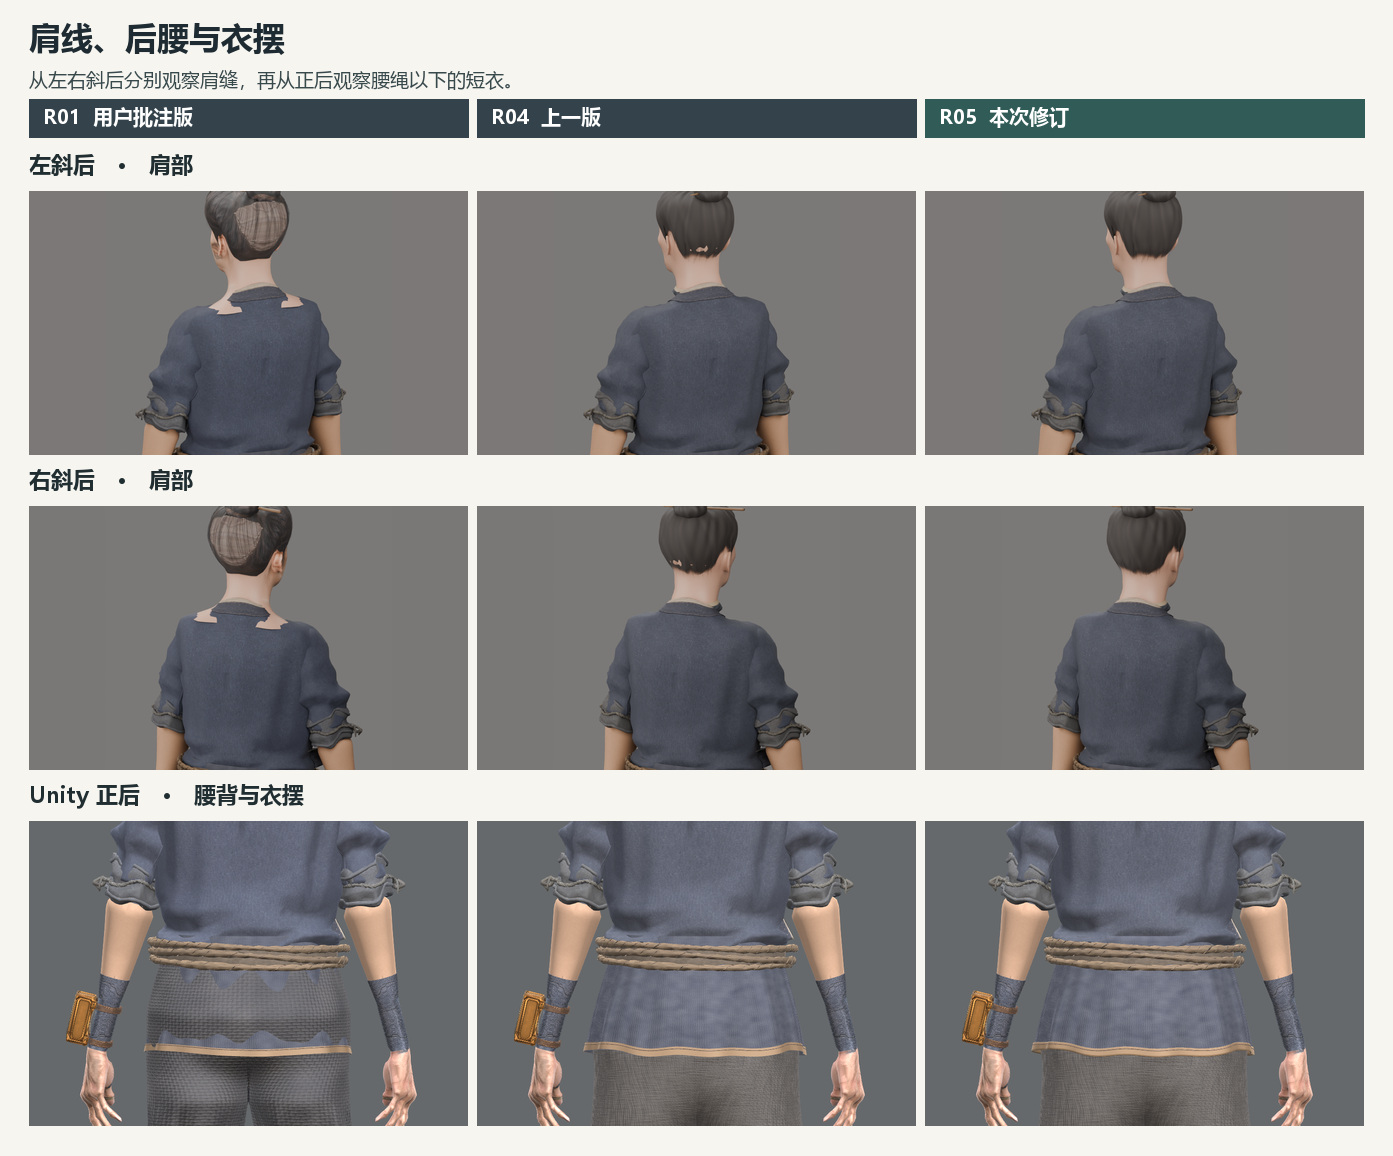 肩线、后腰与衣摆
从左右斜后分别观察肩缝，再从正后观察腰绳以下的短衣。
R01 用户批注版
R04 上一版
R05 本次修订
左斜后 • 肩部
右斜后 • 肩部
Unity 正后 • 腰背与衣摆